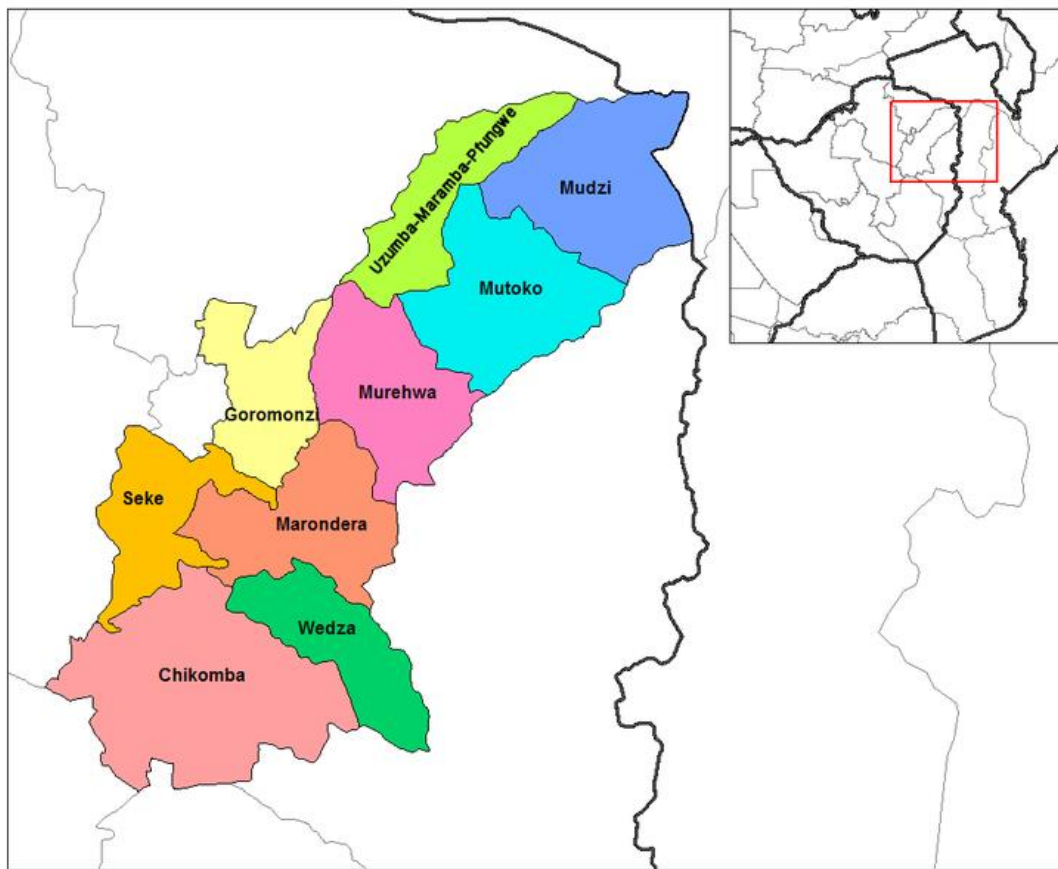 Uzumba-Maramba-Pfungwe
Mudzi
Mutoko
Murehwa
Goromonzi
Seke
Marondera
Wedza
Chikomba